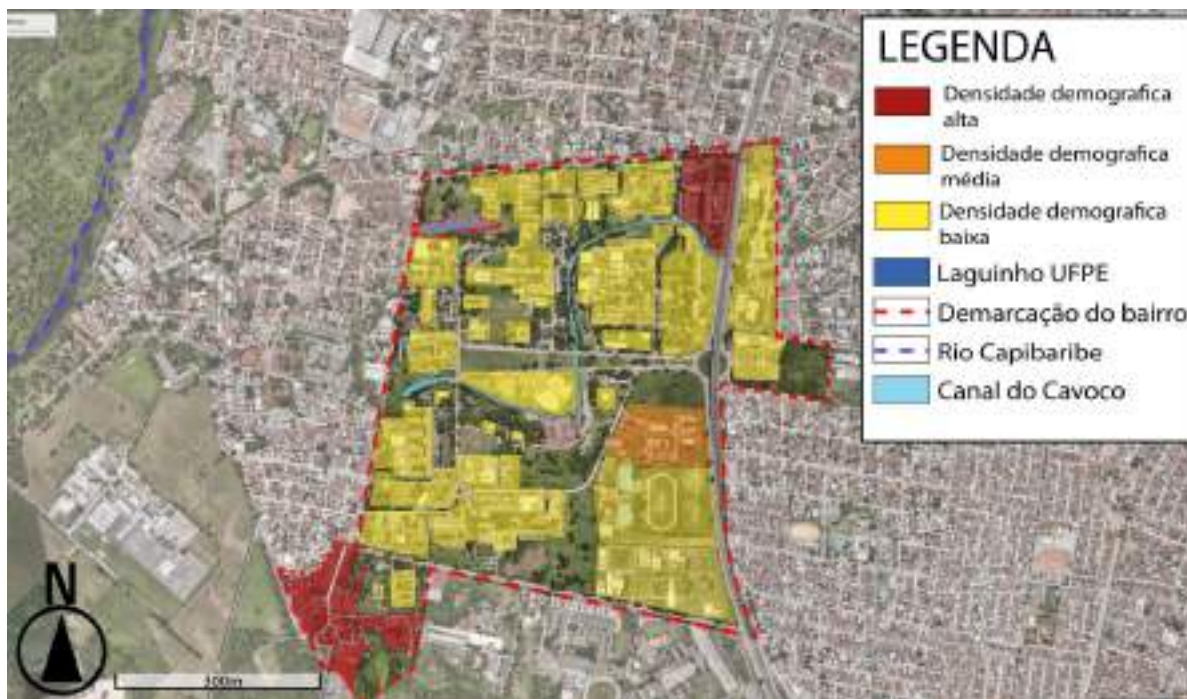 LEGENDA
Densidade demografica
alta
Densidade demografica
média
Densidade demografica
baixa
Laguinho UFPE
Demarcação do bairro
Rio Capibaribe
Canal do Cavoco
N
300m